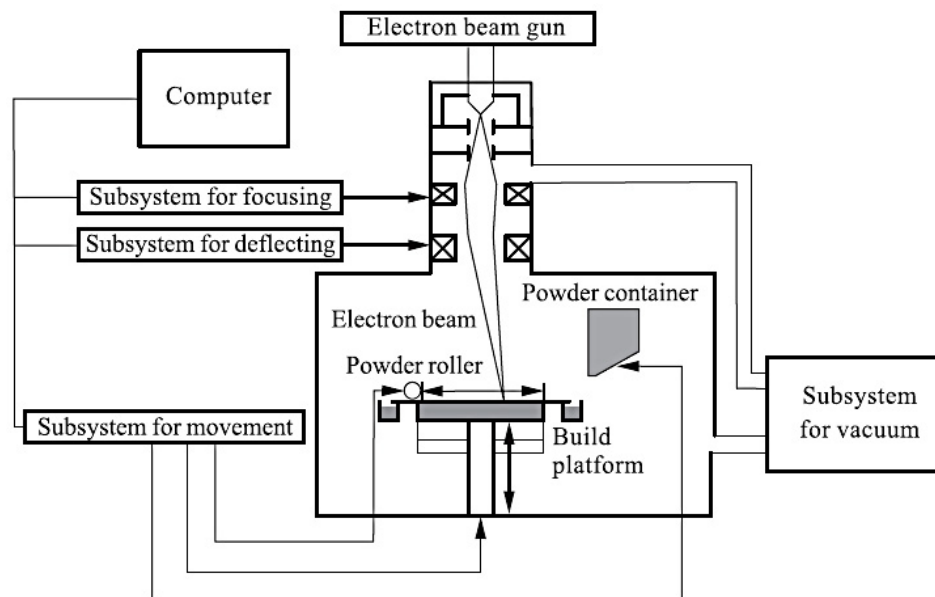 Electron beam gun
Computer
Subsystem for focusing
Subsystem for deflecting
Powder container
Electron beam
Powder roller
Subsystem
for vacuum
Subsystem for movement
Build
platform